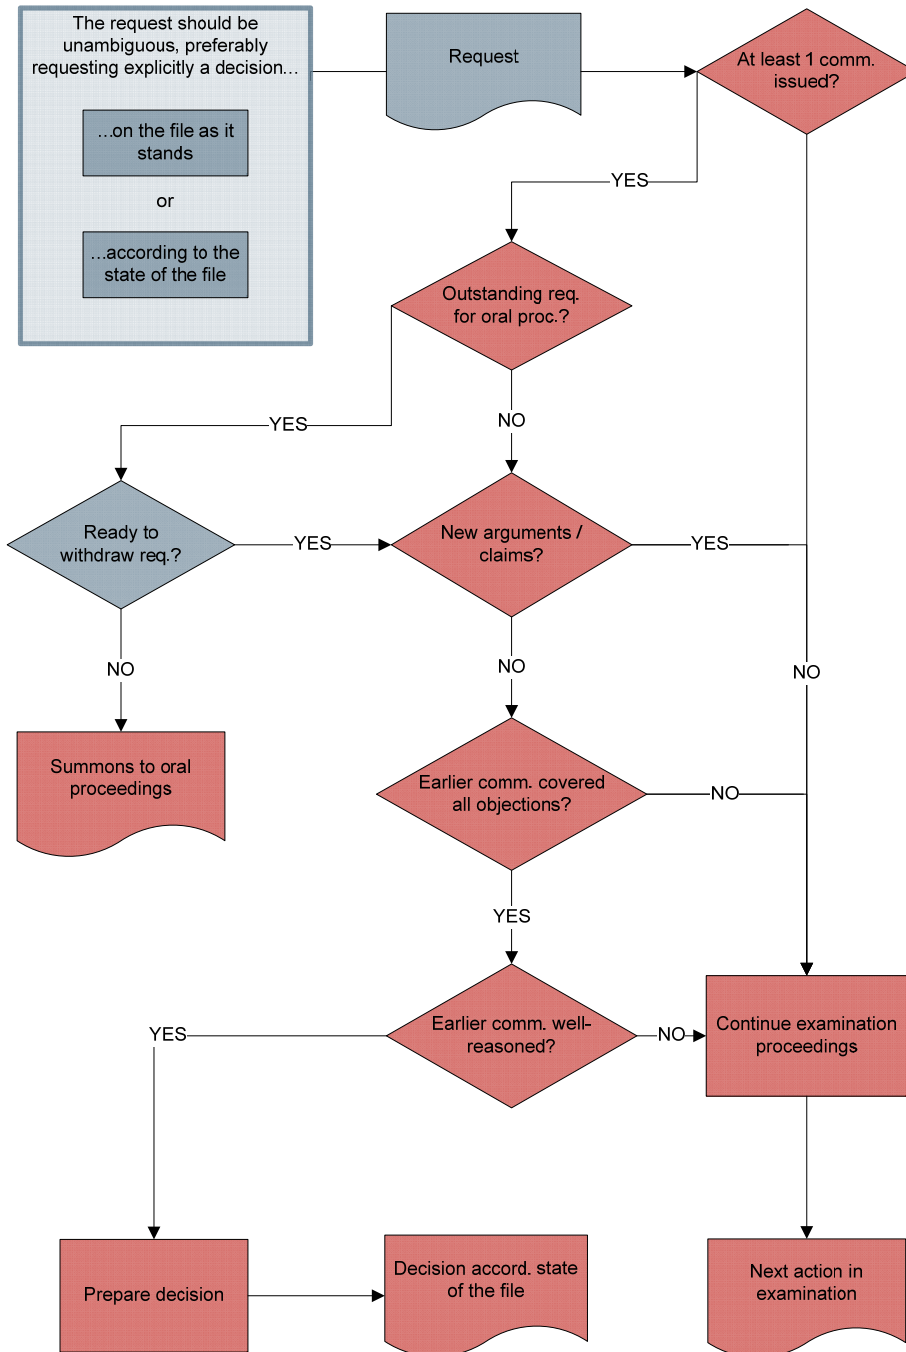 The request should be
unambiguous, preferably
requesting explicitly a decision...
...on the file as it
stands
or
...according to the
state of the file
Request
At least 1 comm.
issued?
YES
Outstanding req.
for oral proc.?
YES
NO
Ready to
withdraw req.?
YES
New arguments /
claims?
YES
NO
NO
NO
Summons to oral
proceedings
Earlier comm. covered
all objections?
NO
YES
Earlier comm. well-
reasoned?
YES
NO
Continue examination
proceedings
Prepare decision
Decision accord. state
of the file
Next action in
examination